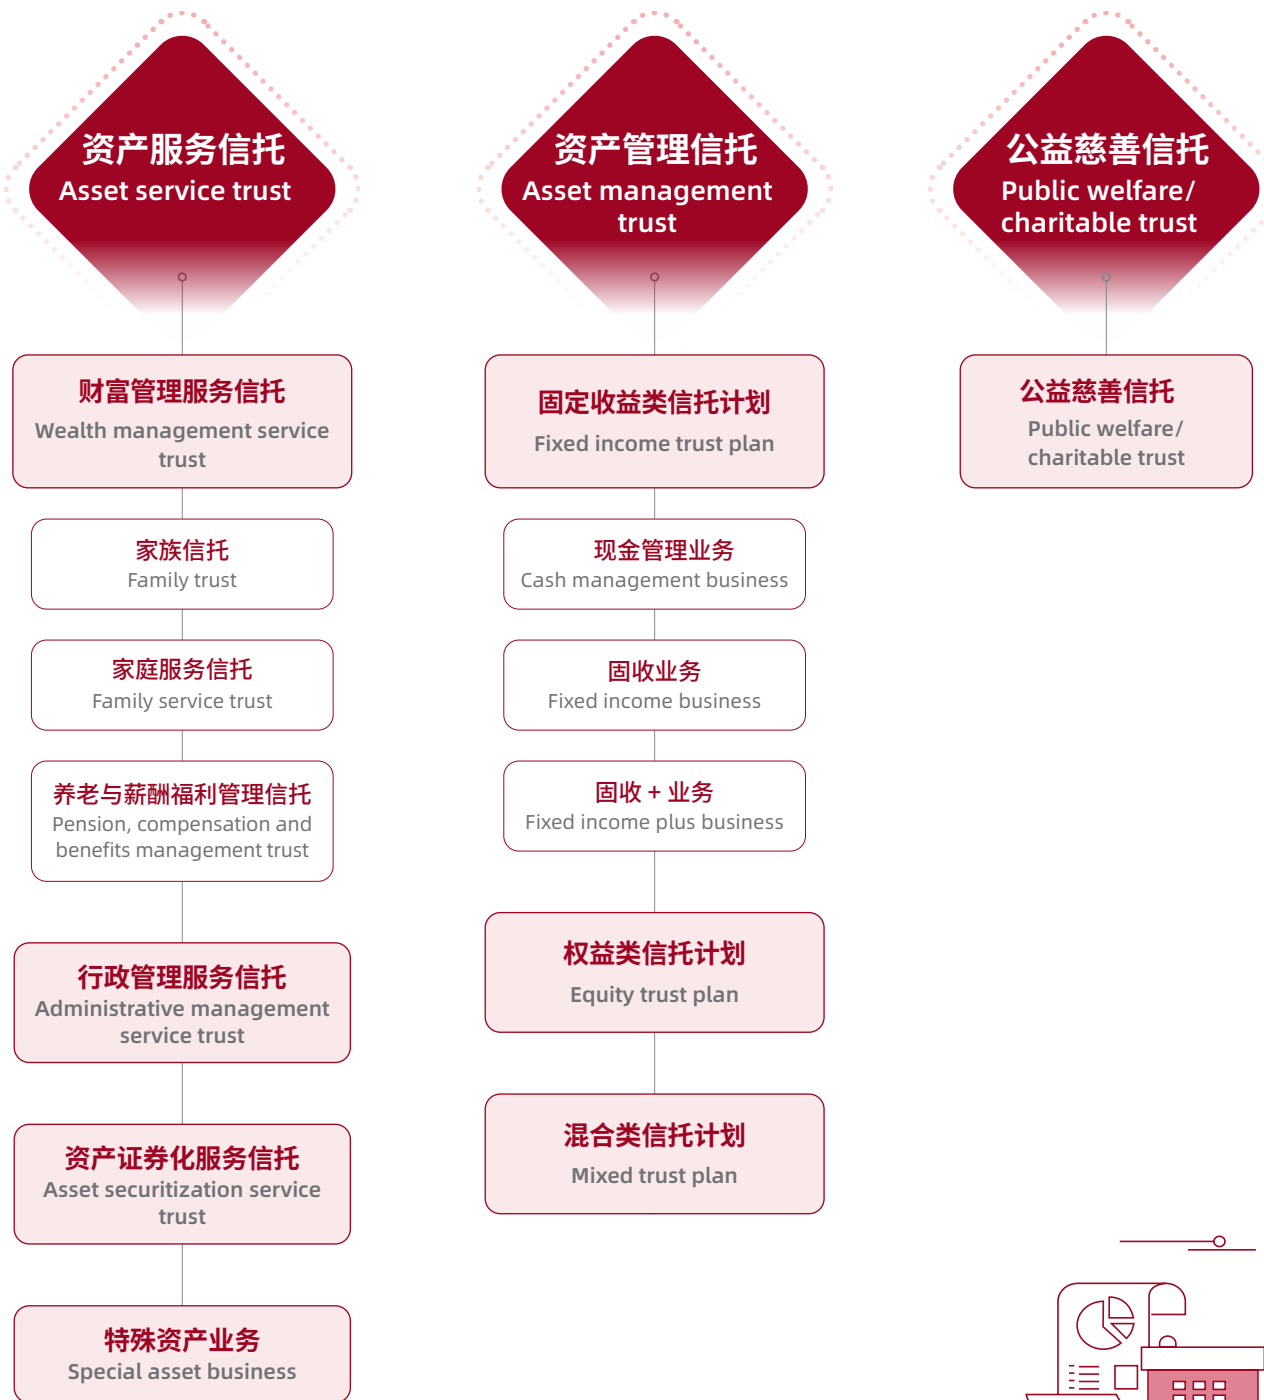 资产服务信托
Asset service trust
财富管理服务信托
Wealth management service
trust
家族信托
Family trust
家庭服务信托
Family service trust
养老与薪酬福利管理信托
Pension, compensation and
benefits management trust
行政管理服务信托
Administrative management
service trust
资产证券化服务信托
Asset securitization service
trust
特殊资产业务
Special asset business
资产管理信托
Asset management
trust
固定收益类信托计划
Fixed income trust plan
现金管理业务
Cash management business
固收业务
Fixed income business
固收 + 业务
Fixed income plus business
权益类信托计划
Equity trust plan
混合类信托计划
Mixed trust plan
公益慈善信托
Public welfare/
charitable trust
公益慈善信托
Public welfare/
charitable trust